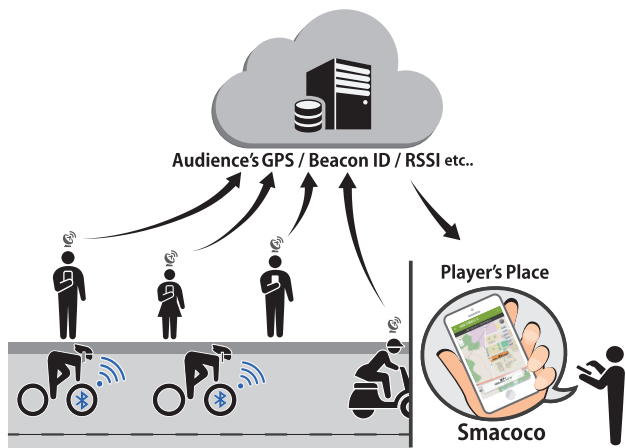 Audience's GPS / Beacon ID / RSSI etc..
Player's Place
Smacoco